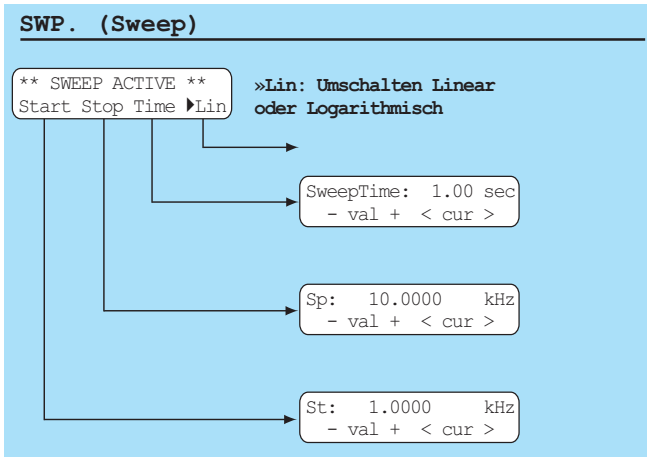 SWP. (Sweep)
** SWEEP ACTIVE **
Start Stop Time ▶Lin
»Lin: Umschalten Linear
oder Logarithmisch
SweepTime: 1.00 sec
- val + < cur >
Sp: 10.0000 kHz
- val + < cur >
St: 1.0000 kHz
- val + < cur >